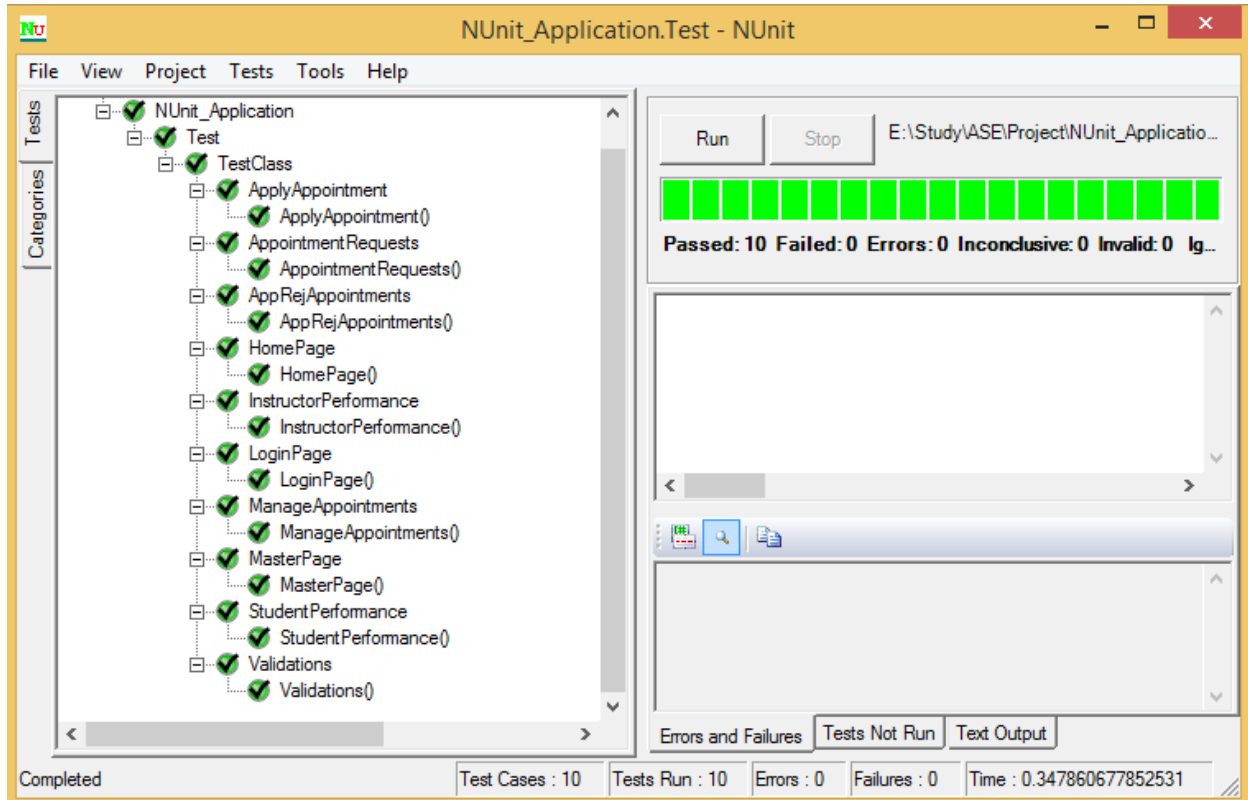 NU
NUnit_Application.Test - NUnit
File View Project Tests Tools Help
Tests
Categories
NUnit_Application
Test
TestClass
ApplyAppointment
ApplyAppointment()
AppointmentRequests
AppointmentRequests()
AppRejAppointments
AppRejAppointments()
HomePage
HomePage()
InstructorPerformance
InstructorPerformance()
LoginPage
LoginPage()
ManageAppointments
ManageAppointments()
MasterPage
MasterPage()
StudentPerformance
StudentPerformance()
Validations
Validations()
Run Stop E:\Study\ASE\Project\NUnit_Applicatio...
Passed: 10 Failed: 0 Errors: 0 Inconclusive: 0 Invalid: 0 Ig...
Errors and Failures Tests Not Run Text Output
Completed Test Cases : 10 Tests Run : 10 Errors : 0 Failures : 0 Time : 0.347860677852531